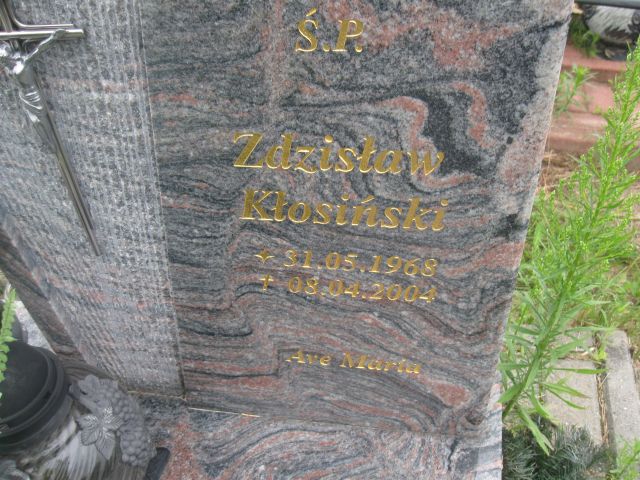 Ś.P.
Zdzisław
Kłosiński
✦ 31.05.1968
† 08.04.2004
Ave Maria